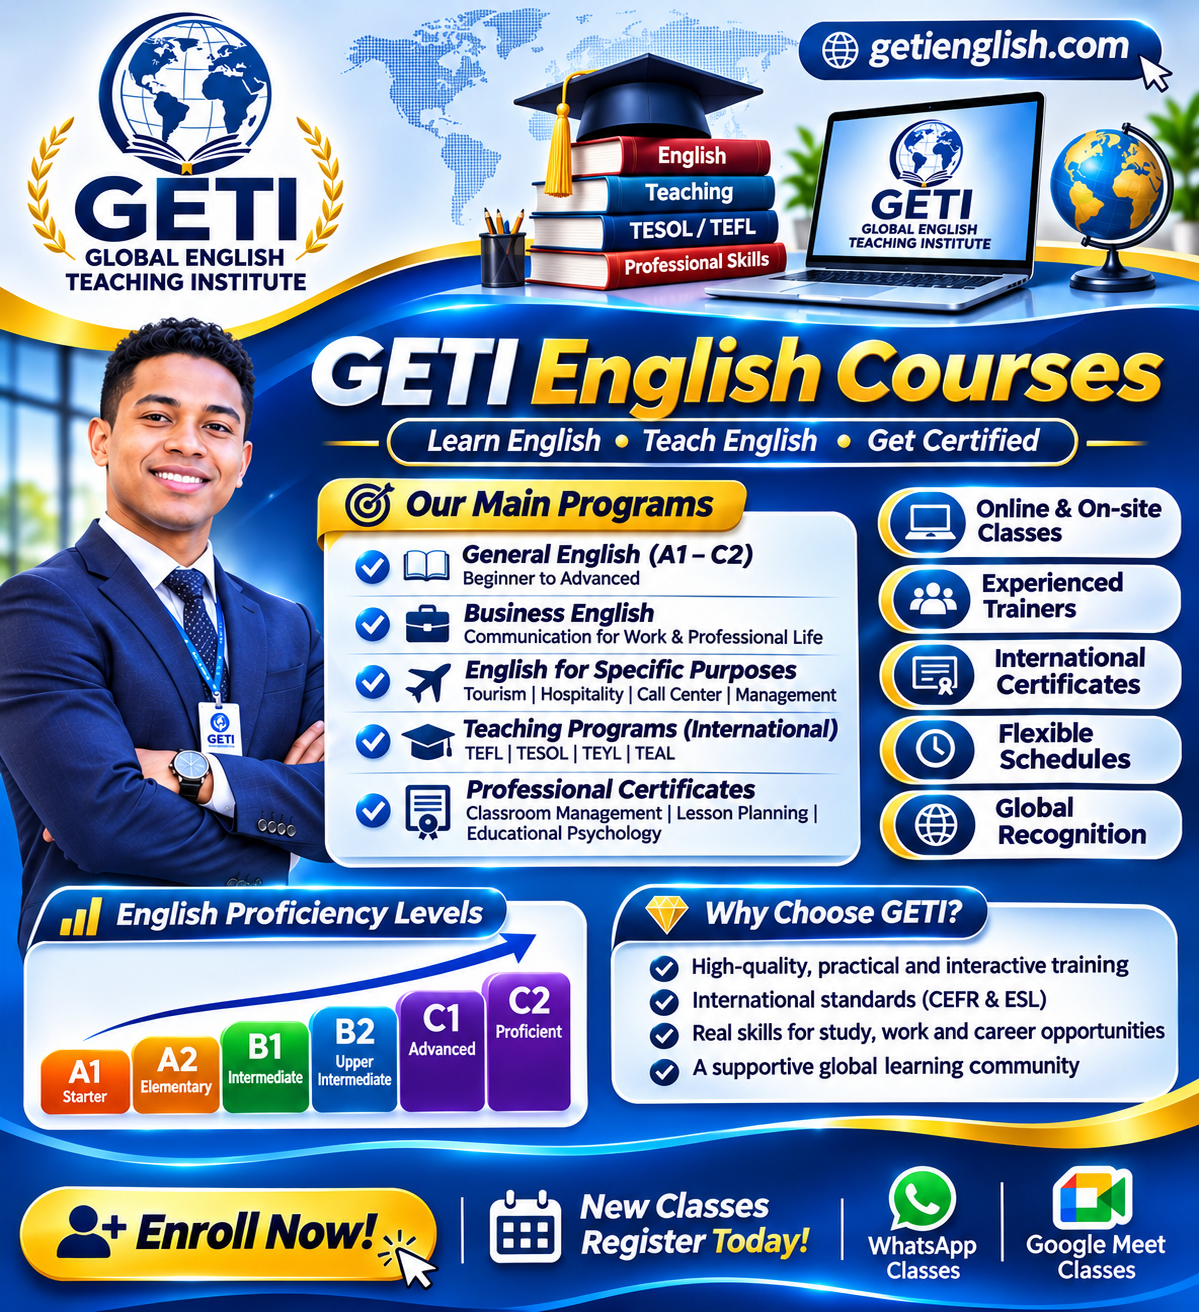 getienglish.com
GETI
GLOBAL ENGLISH
TEACHING INSTITUTE
English
Teaching
TESOL / TEFL
Professional Skills
GETI
GLOBAL ENGLISH
TEACHING INSTITUTE
GETI English Courses
Learn English • Teach English • Get Certified
Our Main Programs
General English (A1 – C2)
Beginner to Advanced
Business English
Communication for Work & Professional Life
English for Specific Purposes
Tourism | Hospitality | Call Center | Management
Teaching Programs (International)
TEFL | TESOL | TEYL | TEAL
Professional Certificates
Classroom Management | Lesson Planning |
Educational Psychology
Online & On-site
Classes
Experienced
Trainers
International
Certificates
Flexible
Schedules
Global
Recognition
GETI
English Proficiency Levels
A1
Starter
A2
Elementary
B1
Intermediate
B2
Upper
Intermediate
C1
Advanced
C2
Proficient
Why Choose GETI?
High-quality, practical and interactive training
International standards (CEFR & ESL)
Real skills for study, work and career opportunities
A supportive global learning community
Enroll Now!
New Classes
Register Today!
WhatsApp
Classes
Google Meet
Classes